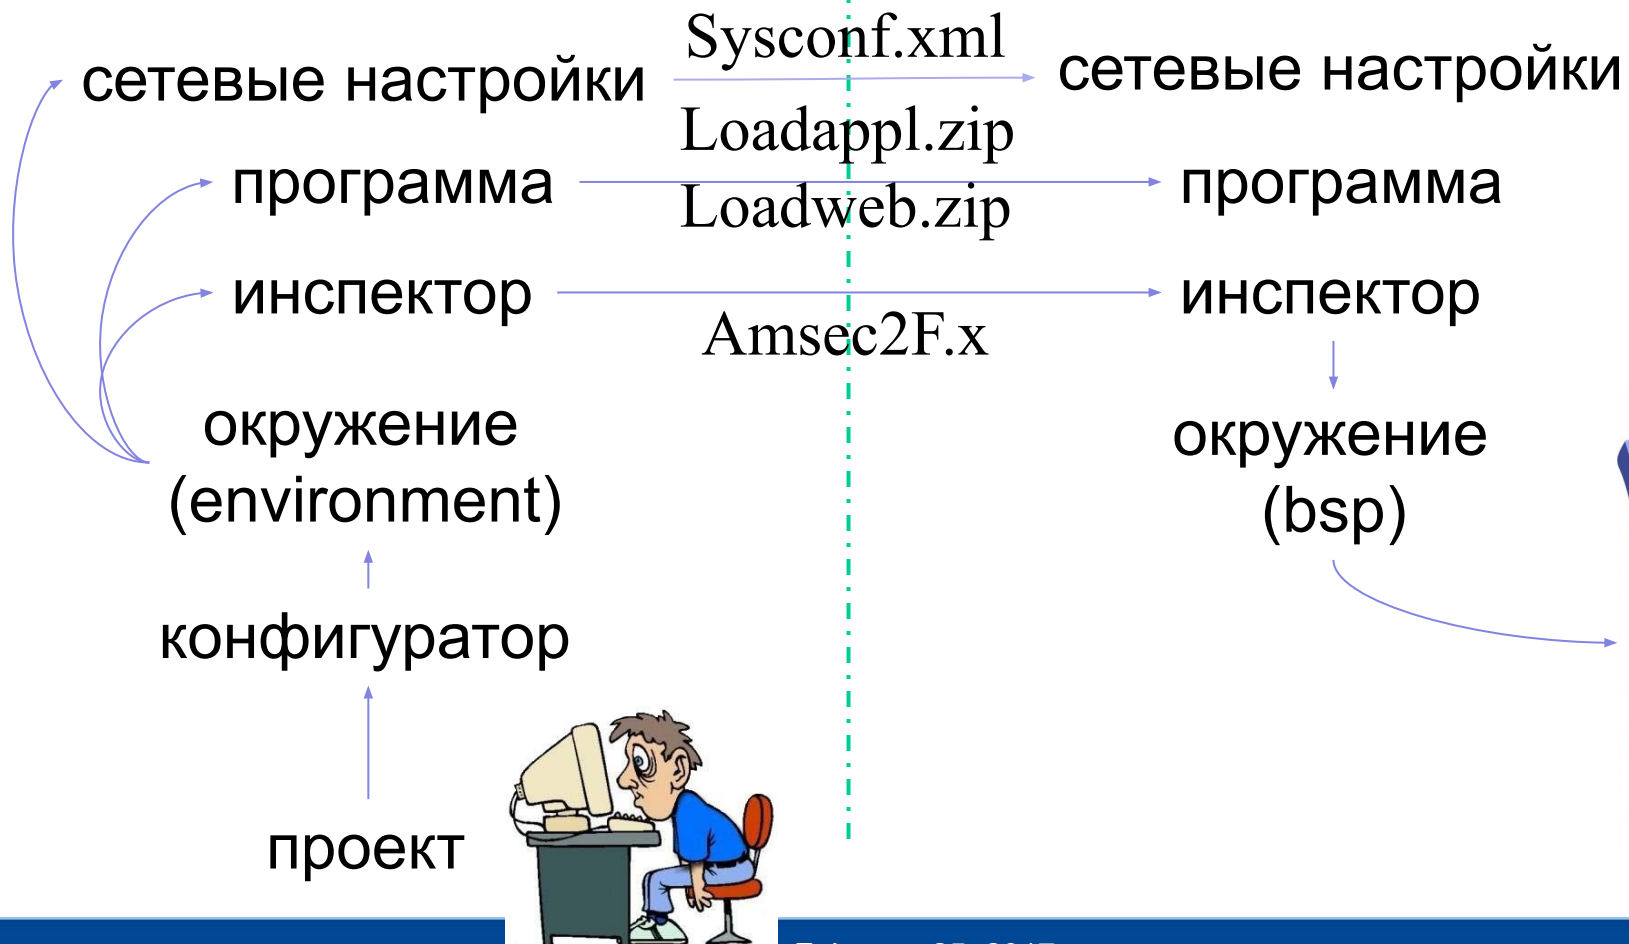 Sysconf.xml
сетевые настройки
сетевые настройки
Loadappl.zip
программа
программа
Loadweb.zip
инспектор
инспектор
Amsec2F.x
окружение
(environment)
окружение
(bsp)
конфигуратор
проект